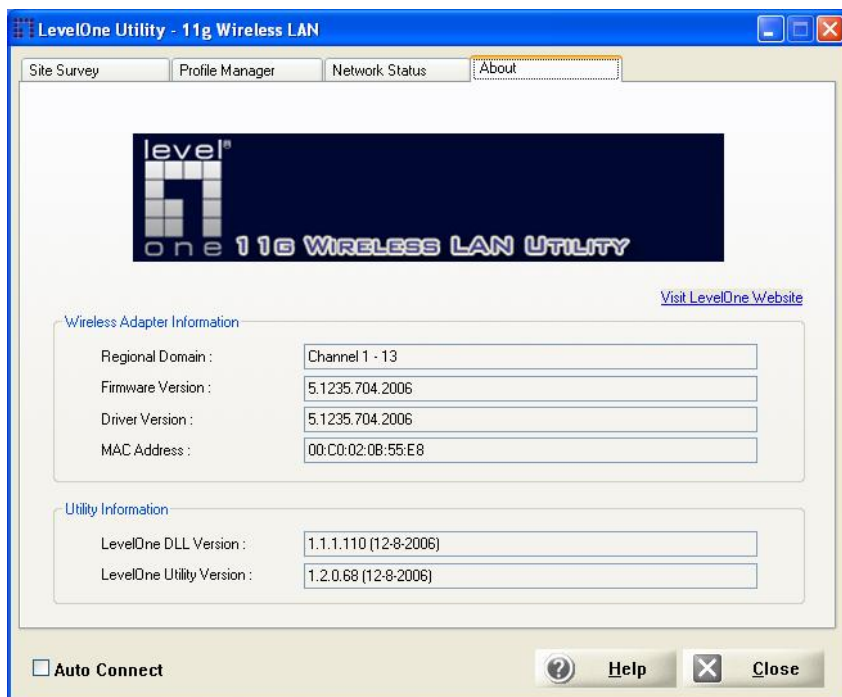 LevelOne Utility - 11g Wireless LAN
Site Survey Profile Manager Network Status About
level®
one 11G WIRELESS LAN UTILITY
Visit LevelOne Website
Wireless Adapter Information
Regional Domain : Channel 1 - 13
Firmware Version : 5.1235.704.2006
Driver Version : 5.1235.704.2006
MAC Address : 00:C0:02:0B:55:E8
Utility Information
LevelOne DLL Version : 1.1.1.110 (12-8-2006)
LevelOne Utility Version : 1.2.0.68 (12-8-2006)
Auto Connect Help Close